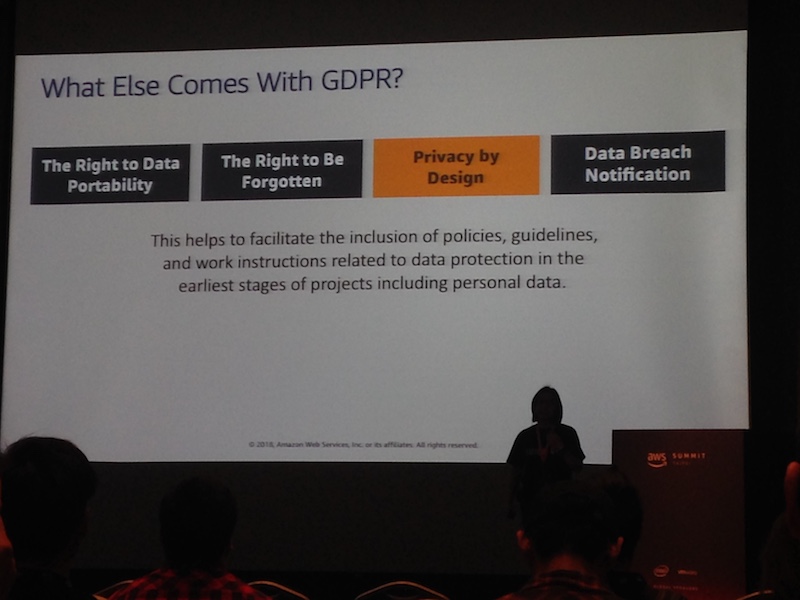 What Else Comes With GDPR?
The Right to Data
Portability
The Right to Be
Forgotten
Privacy by
Design
Data Breach
Notification
This helps to facilitate the inclusion of policies, guidelines,
and work instructions related to data protection in the
earliest stages of projects including personal data.
© 2018, Amazon Web Services, Inc. or its affiliates. All rights reserved.
aws SUMMIT